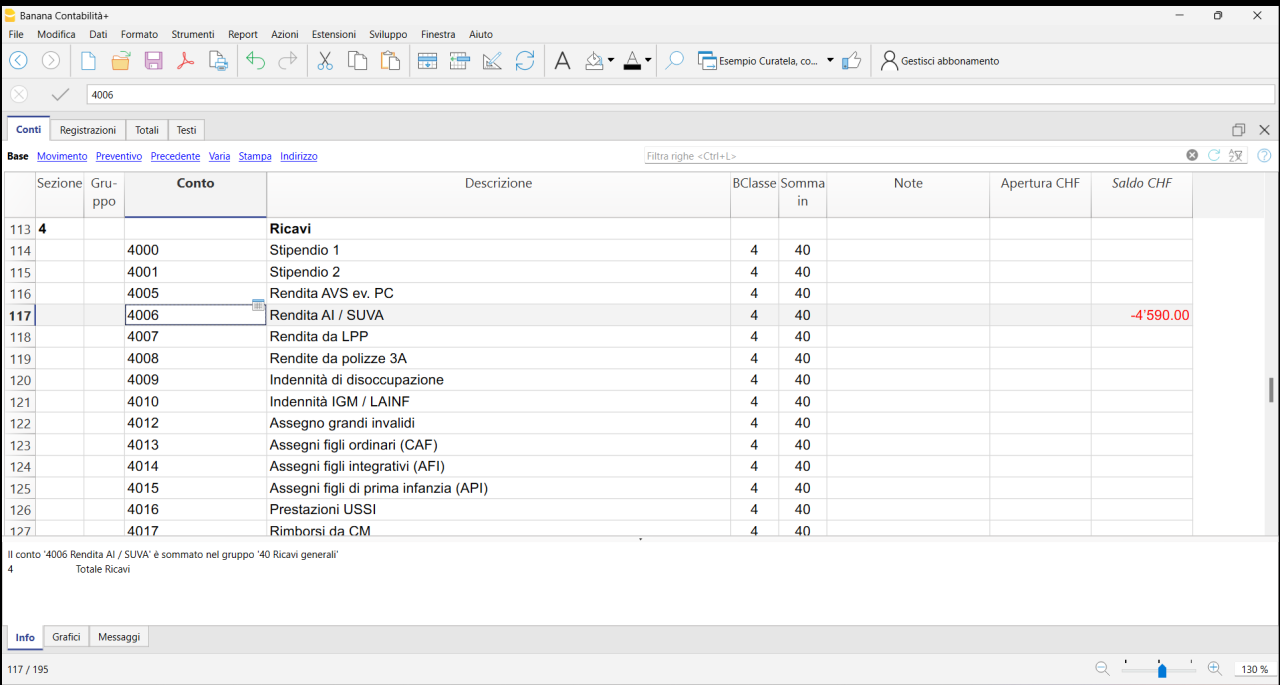 Banana Contabilità+
File Modifica Dati Formato Strumenti Report Azioni Estensioni Sviluppo Finestra Aiuto
Esempio Curatela, co... Gestisci abbonamento
4006
Conti Registrazioni Totali Testi
Base Movimento Preventivo Precedente Varia Stampa Indirizzo Filtra righe <Ctrl+L>
Sezione Gru- Conto Descrizione BClasse Somma Note Apertura CHF Saldo CHF
ppo in
113 4 Ricavi
114 4000 Stipendio 1 4 40
115 4001 Stipendio 2 4 40
116 4005 Rendita AVS ev. PC 4 40
117 4006 Rendita AI / SUVA 4 40 -4’590.00
118 4007 Rendita da LPP 4 40
119 4008 Rendite da polizze 3A 4 40
120 4009 Indennità di disoccupazione 4 40
121 4010 Indennità IGM / LAINF 4 40
122 4012 Assegno grandi invalidi 4 40
123 4013 Assegni figli ordinari (CAF) 4 40
124 4014 Assegni figli integrativi (AFI) 4 40
125 4015 Assegni figli di prima infanzia (API) 4 40
126 4016 Prestazioni USSI 4 40
127 4017 Rimborsi da CM 4 40
Il conto '4006 Rendita AI / SUVA' è sommato nel gruppo '40 Ricavi generali'
4 Totale Ricavi
Info Grafici Messaggi
117 / 195 130 %